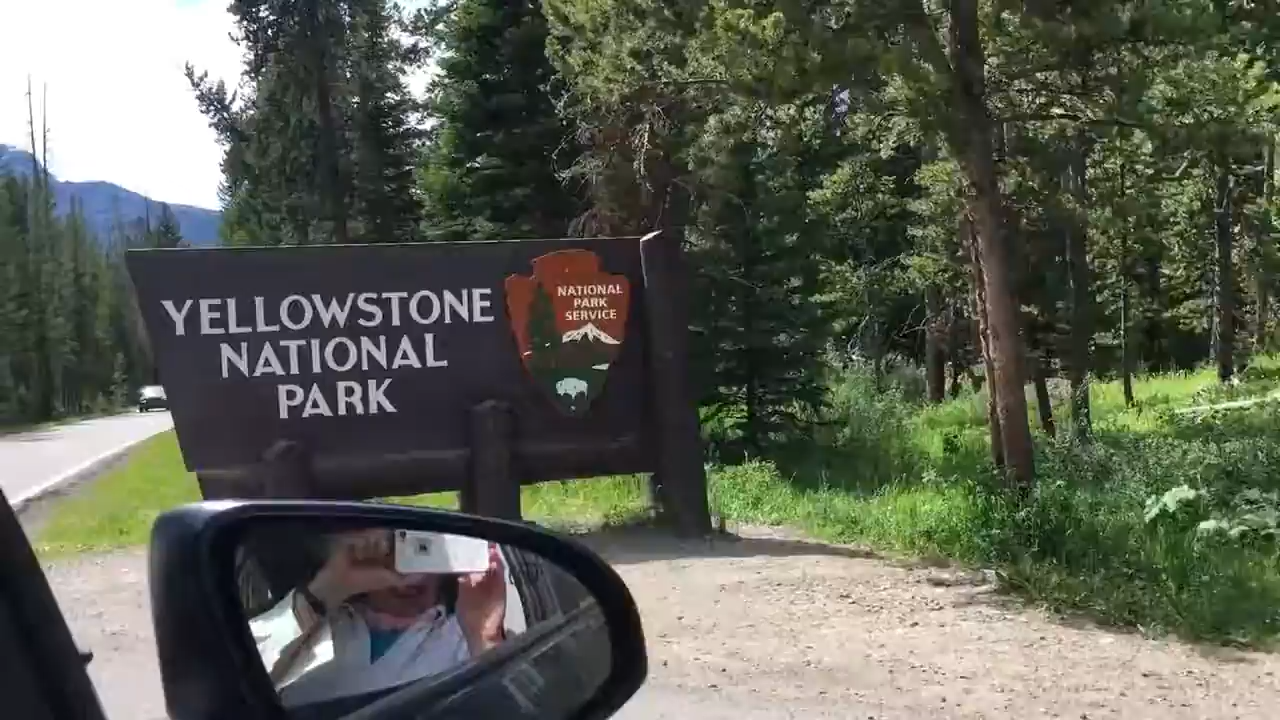 YELLOWSTONE
NATIONAL
PARK
NATIONAL
PARK
SERVICE